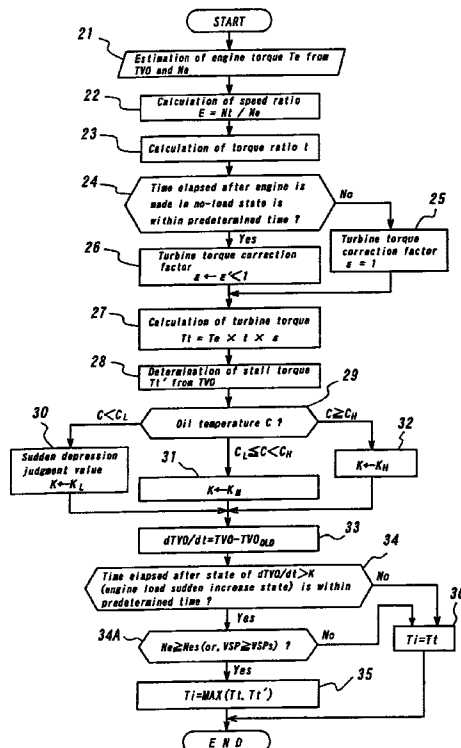 START
21
Estimation of engine torque Te from
TVO and Ne
22
Calculation of speed ratio
E = Nt / Ne
23
Calculation of torque ratio t
24
Time elapsed after engine is
made in no-load state is
within predetermined time ?
No
25
Yes
Turbine torque
correction factor
ε = 1
26
Turbine torque correction
factor
ε ← ε' < 1
27
Calculation of turbine torque
Tt = Te × t × ε
28
Determination of stall torque
Tt' from TVO
29
Oil temperature C ?
C<CL
C≧CH
CL≦C<CH
30
Sudden depression
judgment value
K←KL
31
K←KM
32
K←KH
33
dTVO/dt=TVO-TVOOLD
34
Time elapsed after state of
dTVO/dt>K
(engine load sudden increase state) is within
predetermined time ?
No
Yes
34A
Ne≧Nes(or, VSP≧VSPs) ?
No
36
Ti=Tt
Yes
35
Ti=MAX(Tt, Tt')
E N D